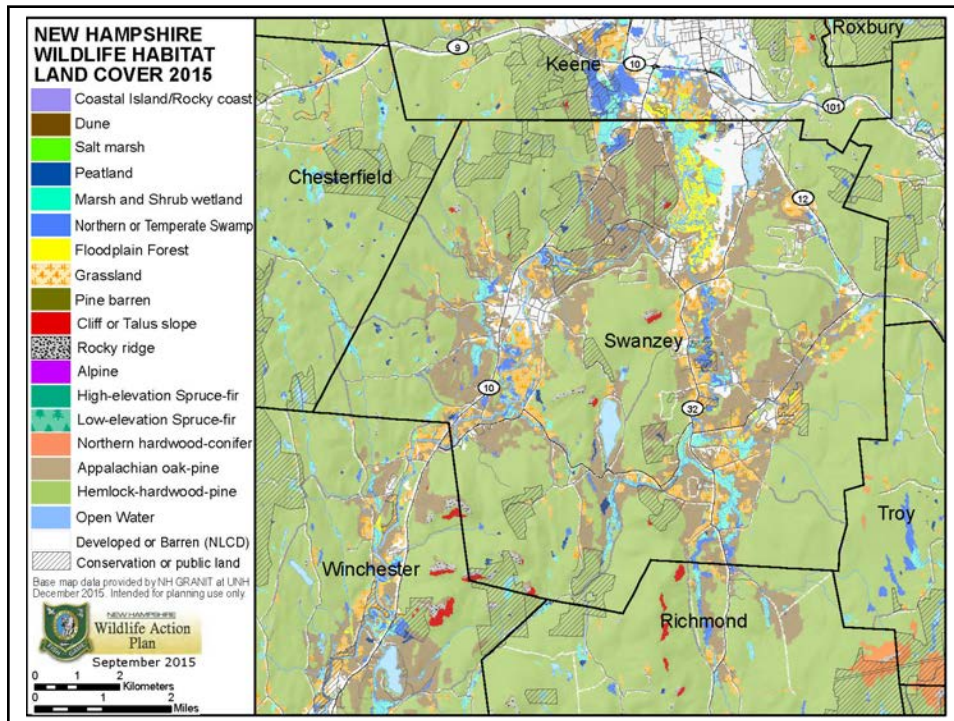 NEW HAMPSHIRE
WILDLIFE HABITAT
LAND COVER 2015
Coastal Island/Rocky coast
Dune
Salt marsh
Peatland
Marsh and Shrub wetland
Northern or Temperate Swamp
Floodplain Forest
Grassland
Pine barren
Cliff or Talus slope
Rocky ridge
Alpine
High-elevation Spruce-fir
Low-elevation Spruce-fir
Northern hardwood-conifer
Appalachian oak-pine
Hemlock-hardwood-pine
Open Water
Developed or Barren (NLCD)
Conservation or public land
Base map data provided by NH GRANIT at UNH
December 2015. Intended for planning use only.
NEW HAMPSHIRE
Wildlife Action
Plan
September 2015
0 1 2
Kilometers
0 1 2
Miles
Roxbury
9
Keene
10
101
Chesterfield
12
Swanzey
10
32
Troy
Winchester
Richmond